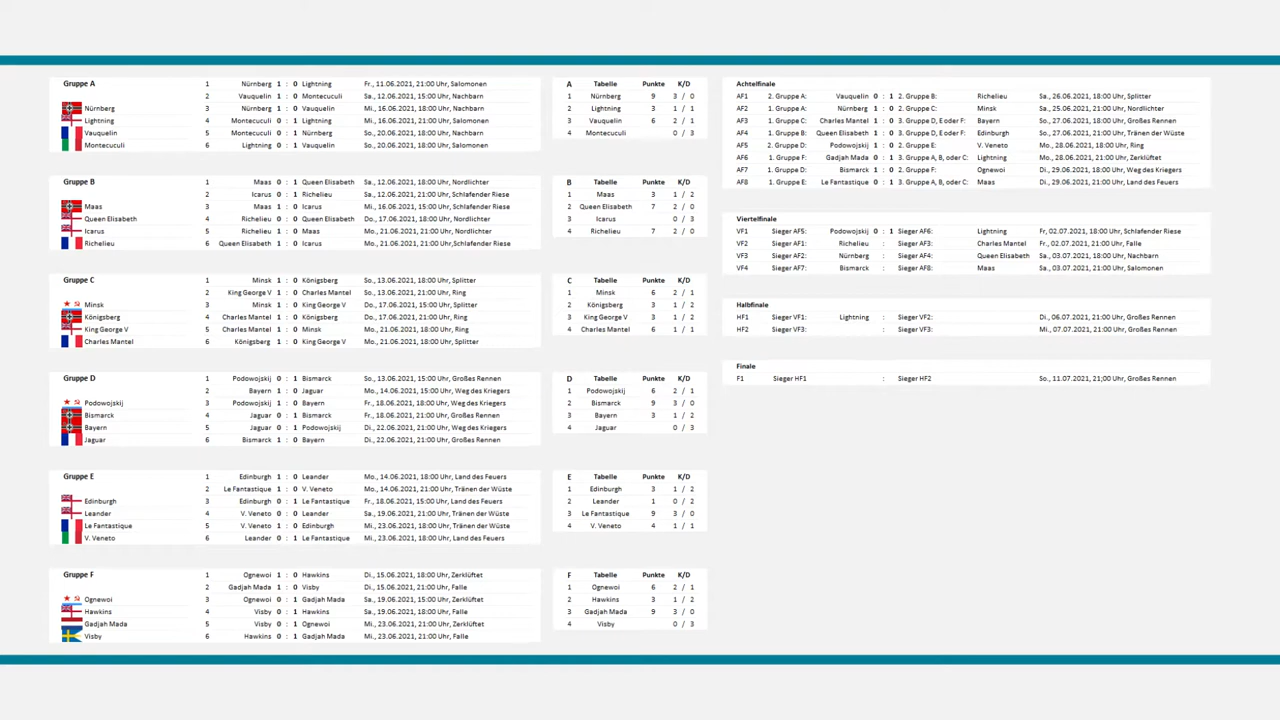 Gruppe A
1 Nürnberg 1 : 0 Lightning Fr., 11.06.2021, 21:00 Uhr, Salomonen
2 Vauquelin 1 : 0 Montecuculi Sa., 12.06.2021, 15:00 Uhr, Nachbarn
Nürnberg 3 Nürnberg 1 : 0 Vauquelin Mi., 16.06.2021, 18:00 Uhr, Nachbarn
Lightning 4 Montecuculi 0 : 1 Lightning Mi., 16.06.2021, 21:00 Uhr, Salomonen
Vauquelin 5 Montecuculi 0 : 1 Nürnberg So., 20.06.2021, 18:00 Uhr, Nachbarn
Montecuculi 6 Lightning 0 : 1 Vauquelin So., 20.06.2021, 18:00 Uhr, Salomonen
A Tabelle Punkte K/D
1 Nürnberg 9 3 / 0
2 Lightning 3 1 / 1
3 Vauquelin 6 2 / 1
4 Montecuculi 0 / 3
Gruppe B
1 Maas 0 : 1 Queen Elisabeth Sa., 12.06.2021, 18:00 Uhr, Nordlichter
2 Icarus 0 : 1 Richelieu Sa., 12.06.2021, 21:00 Uhr, Schlafender Riese
Maas 3 Maas 1 : 0 Icarus Mi., 16.06.2021, 15:00 Uhr, Schlafender Riese
Queen Elisabeth 4 Richelieu 0 : 0 Queen Elisabeth Do., 17.06.2021, 18:00 Uhr, Nordlichter
Icarus 5 Richelieu 1 : 0 Maas Mo., 21.06.2021, 21:00 Uhr, Nordlichter
Richelieu 6 Queen Elisabeth 1 : 0 Icarus Mo., 21.06.2021, 21:00 Uhr,Schlafender Riese
B Tabelle Punkte K/D
1 Maas 3 1 / 2
2 Queen Elisabeth 7 2 / 0
3 Icarus 0 / 3
4 Richelieu 7 2 / 0
Gruppe C
1 Minsk 1 : 0 Königsberg So., 13.06.2021, 18:00 Uhr, Splitter
2 King George V 1 : 0 Charles Mantel So., 13.06.2021, 21:00 Uhr, Ring
Minsk 3 Minsk 1 : 0 King George V Do., 17.06.2021, 15:00 Uhr, Splitter
Königsberg 4 Charles Mantel 1 : 0 Königsberg Do., 17.06.2021, 21:00 Uhr, Ring
King George V 5 Charles Mantel 0 : 1 Minsk Mo., 21.06.2021, 18:00 Uhr, Ring
Charles Mantel 6 Königsberg 1 : 0 King George V Mo., 21.06.2021, 18:00 Uhr, Splitter
C Tabelle Punkte K/D
1 Minsk 6 2 / 1
2 Königsberg 3 1 / 2
3 King George V 3 1 / 2
4 Charles Mantel 6 1 / 1
Gruppe D
1 Podowojskij 0 : 1 Bismarck So., 13.06.2021, 15:00 Uhr, Großes Rennen
2 Bayern 1 : 0 Jaguar Mo., 14.06.2021, 15:00 Uhr, Weg des Kriegers
Podowojskij 3 Podowojskij 1 : 0 Bayern Fr., 18.06.2021, 18:00 Uhr, Weg des Kriegers
Bismarck 4 Jaguar 0 : 1 Bismarck Fr., 18.06.2021, 21:00 Uhr, Großes Rennen
Bayern 5 Jaguar 0 : 1 Podowojskij Di., 22.06.2021, 21:00 Uhr, Weg des Kriegers
Jaguar 6 Bismarck 1 : 0 Bayern Di., 22.06.2021, 21:00 Uhr, Großes Rennen
D Tabelle Punkte K/D
1 Podowojskij 6 2 / 1
2 Bismarck 9 3 / 0
3 Bayern 3 1 / 2
4 Jaguar 0 / 3
Gruppe E
1 Edinburgh 1 : 0 Leander Mo., 14.06.2021, 18:00 Uhr, Land des Feuers
2 Le Fantastique 1 : 0 V. Veneto Mo., 14.06.2021, 21:00 Uhr, Tränen der Wüste
Edinburgh 3 Edinburgh 0 : 1 Le Fantastique Fr., 18.06.2021, 15:00 Uhr, Land des Feuers
Leander 4 V. Veneto 0 : 0 Leander Sa., 19.06.2021, 21:00 Uhr, Tränen der Wüste
Le Fantastique 5 V. Veneto 1 : 0 Edinburgh Mi., 23.06.2021, 18:00 Uhr, Tränen der Wüste
V. Veneto 6 Leander 0 : 1 Le Fantastique Mi., 23.06.2021, 18:00 Uhr, Land des Feuers
E Tabelle Punkte K/D
1 Edinburgh 3 1 / 2
2 Leander 1 0 / 2
3 Le Fantastique 9 3 / 0
4 V. Veneto 4 1 / 1
Gruppe F
1 Ognewoi 1 : 0 Hawkins Di., 15.06.2021, 18:00 Uhr, Zerklüftet
2 Gadjah Mada 1 : 0 Visby Di., 15.06.2021, 21:00 Uhr, Falle
Ognewoi 3 Ognewoi 0 : 1 Gadjah Mada Sa., 19.06.2021, 15:00 Uhr, Zerklüftet
Hawkins 4 Visby 0 : 1 Hawkins Sa., 19.06.2021, 18:00 Uhr, Falle
Gadjah Mada 5 Visby 0 : 1 Ognewoi Mi., 23.06.2021, 21:00 Uhr, Zerklüftet
Visby 6 Hawkins 0 : 1 Gadjah Mada Mi., 23.06.2021, 21:00 Uhr, Falle
F Tabelle Punkte K/D
1 Ognewoi 6 2 / 1
2 Hawkins 3 1 / 2
3 Gadjah Mada 9 3 / 0
4 Visby 0 / 3
Achtelfinale
AF1 2. Gruppe A: Vauquelin 0 : 1 2. Gruppe B: Richelieu Sa., 26.06.2021, 18:00 Uhr, Splitter
AF2 1. Gruppe A: Nürnberg 1 : 0 2. Gruppe C: Minsk Sa., 26.06.2021, 21:00 Uhr, Nordlichter
AF3 1. Gruppe C: Charles Mantel 1 : 0 3. Gruppe D, E oder F: Bayern So., 27.06.2021, 18:00 Uhr, Großes Rennen
AF4 1. Gruppe B: Queen Elisabeth 1 : 0 3. Gruppe D, E oder F: Edinburgh So., 27.06.2021, 21:00 Uhr, Tränen der Wüste
AF5 2. Gruppe D: Podowojskij 1 : 0 2. Gruppe E: V. Veneto Mo., 28.06.2021, 18:00 Uhr, Ring
AF6 1. Gruppe F: Gadjah Mada 0 : 1 3. Gruppe A, B, oder C: Lightning Mo., 28.06.2021, 21:00 Uhr, Zerklüftet
AF7 1. Gruppe D: Bismarck 1 : 0 2. Gruppe F: Ognewoi Di., 29.06.2021, 18:00 Uhr, Weg des Kriegers
AF8 1. Gruppe E: Le Fantastique 0 : 1 3. Gruppe A, B, oder C: Maas Di., 29.06.2021, 21:00 Uhr, Land des Feuers
Viertelfinale
VF1 Sieger AF5: Podowojskij 0 : 1 Sieger AF6: Lightning Fr, 02.07.2021, 18:00 Uhr, Schlafender Riese
VF2 Sieger AF1: Richelieu : Sieger AF3: Charles Mantel Fr., 02.07.2021, 21:00 Uhr, Falle
VF3 Sieger AF2: Nürnberg : Sieger AF4: Queen Elisabeth Sa., 03.07.2021, 18:00 Uhr, Nachbarn
VF4 Sieger AF7: Bismarck : Sieger AF8: Maas Sa., 03.07.2021, 21:00 Uhr, Salomonen
Halbfinale
HF1 Sieger VF1: Lightning : Sieger VF2: Di., 06.07.2021, 21:00 Uhr, Großes Rennen
HF2 Sieger VF3: : Sieger VF3: Mi., 07.07.2021, 21:00 Uhr, Großes Rennen
Finale
F1 Sieger HF1 : Sieger HF2 So., 11.07.2021, 21;00 Uhr, Großes Rennen